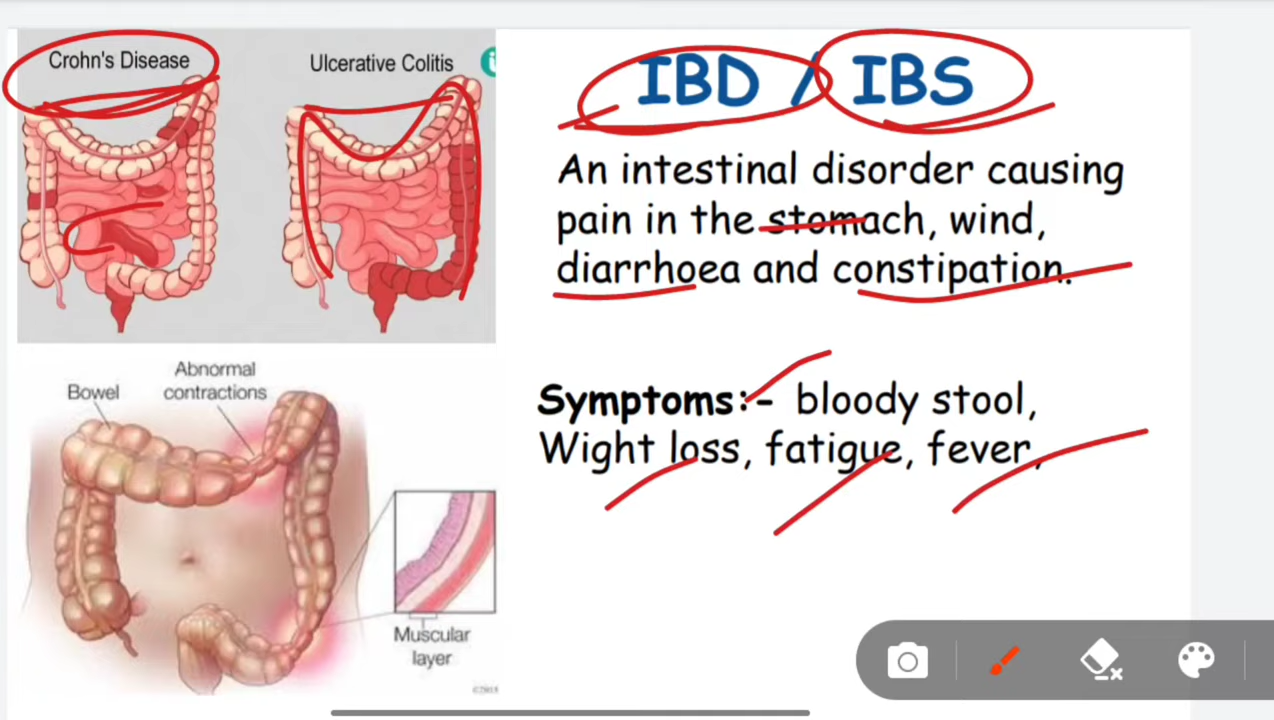 Crohn's Disease
Ulcerative Colitis
IBD / IBS
An intestinal disorder causing
pain in the stomach, wind,
diarrhoea and constipation.
Symptoms:- bloody stool,
Wight loss, fatigue, fever,
Abnormal
contractions
Bowel
Muscular
layer